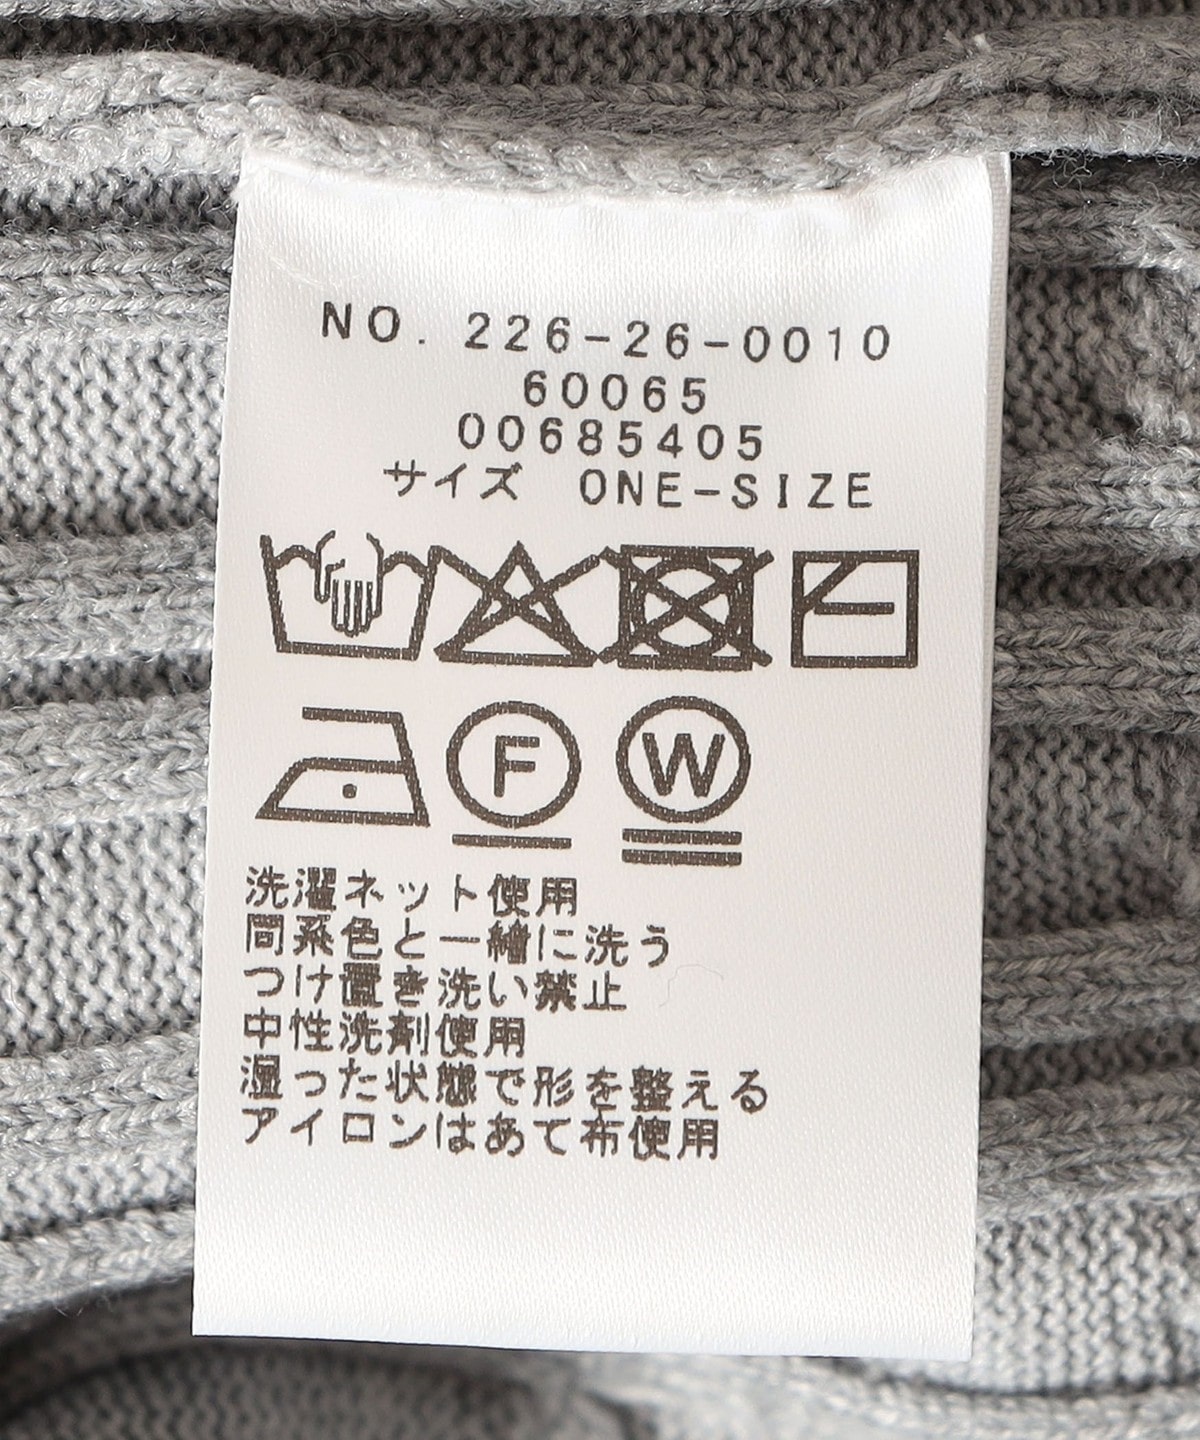 NO. 226-26-0010
60065
00685405
サイズ ONE-SIZE
F W
洗濯ネット使用
同系色と一緒に洗う
つけ置き洗い禁止
中性洗剤使用
湿った状態で形を整える
アイロンはあて布使用